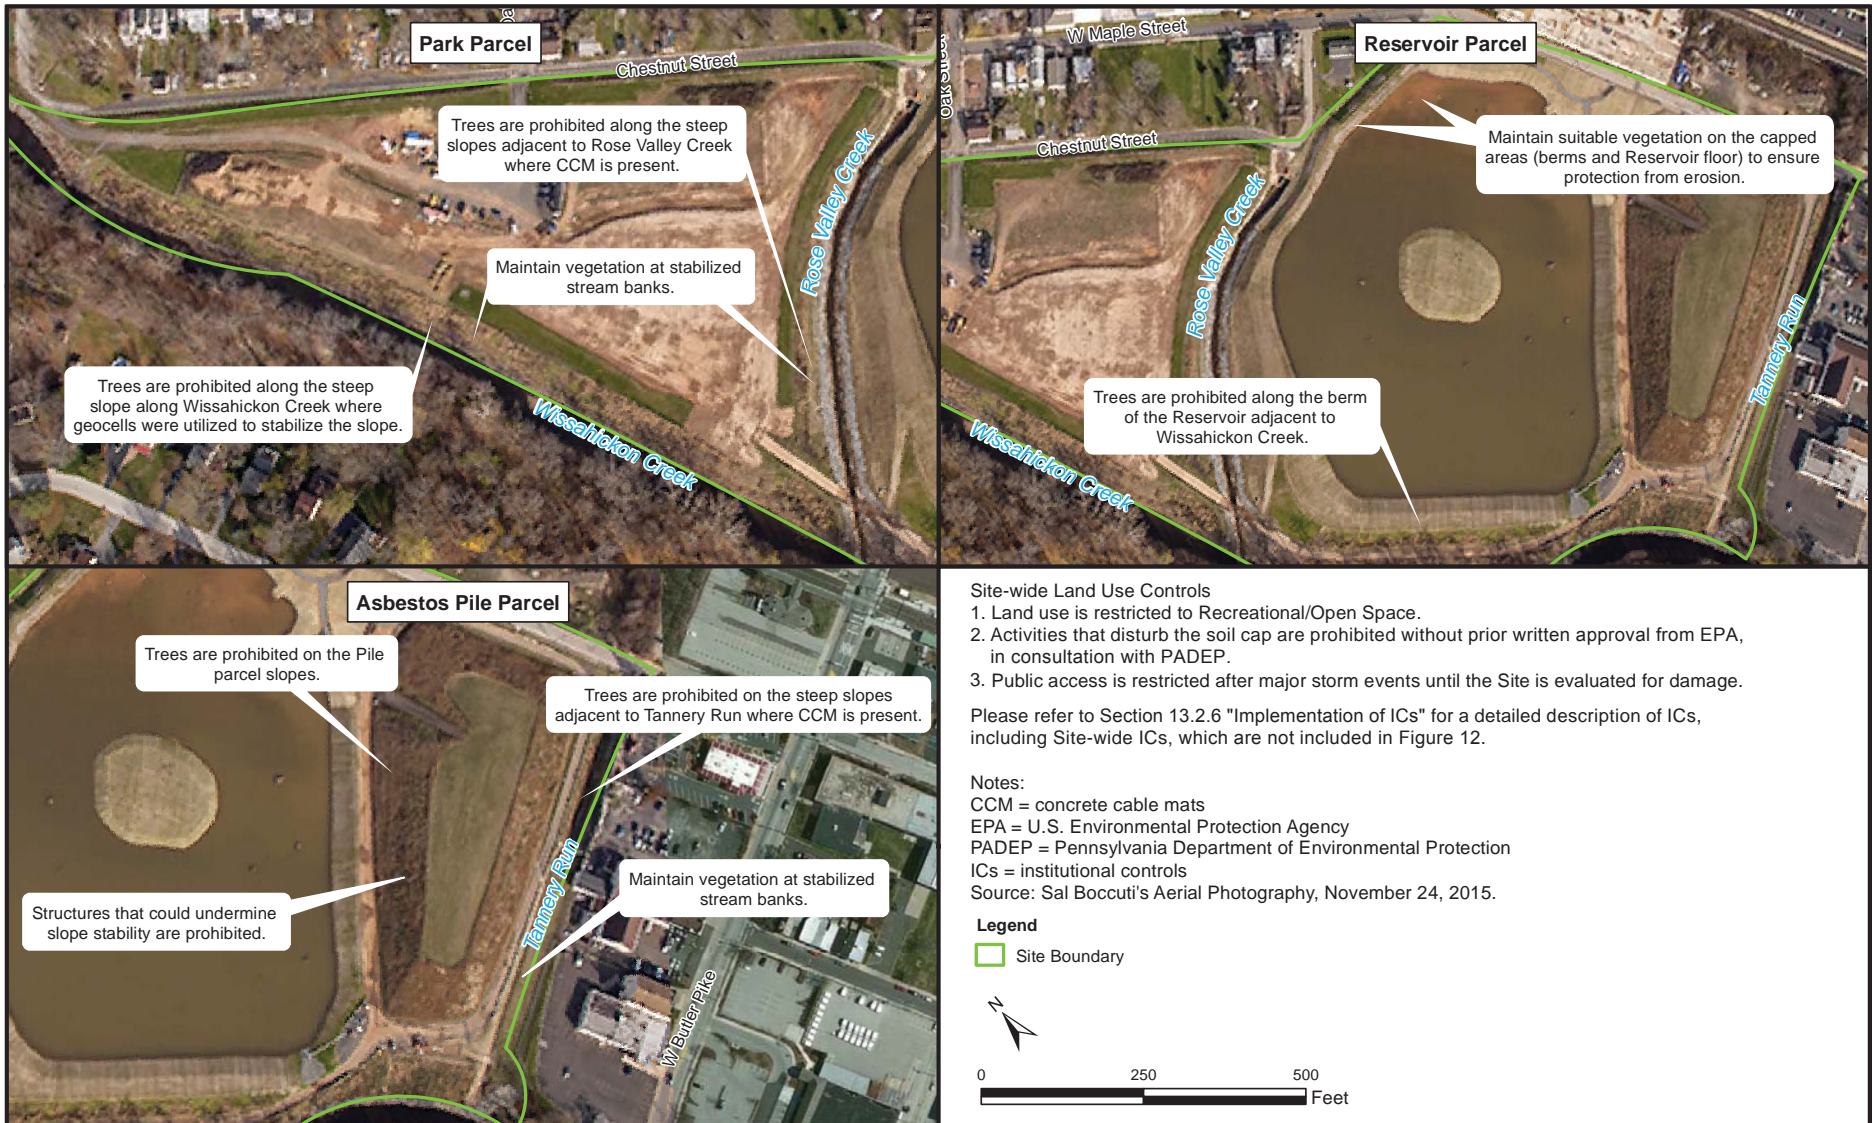 Park Parcel
Chestnut Street
Trees are prohibited along the steep
slopes adjacent to Rose Valley Creek
where CCM is present.
Rose Valley Creek
Maintain vegetation at stabilized
stream banks.
Trees are prohibited along the steep
slope along Wissahickon Creek where
geocells were utilized to stabilize the slope.
Wissahickon Creek
W Maple Street
Reservoir Parcel
Chestnut Street
Maintain suitable vegetation on the capped
areas (berms and Reservoir floor) to ensure
protection from erosion.
Rose Valley Creek
Tannery Run
Trees are prohibited along the berm
of the Reservoir adjacent to
Wissahickon Creek.
Wissahickon Creek
Asbestos Pile Parcel
Trees are prohibited on the Pile
parcel slopes.
Trees are prohibited on the steep slopes
adjacent to Tannery Run where CCM is present.
Tannery Run
Maintain vegetation at stabilized
stream banks.
Structures that could undermine
slope stability are prohibited.
W Butler Pike
Site-wide Land Use Controls
1. Land use is restricted to Recreational/Open Space.
2. Activities that disturb the soil cap are prohibited without prior written approval from EPA,
in consultation with PADEP.
3. Public access is restricted after major storm events until the Site is evaluated for damage.
Please refer to Section 13.2.6 "Implementation of ICs" for a detailed description of ICs,
including Site-wide ICs, which are not included in Figure 12.
Notes:
CCM = concrete cable mats
EPA = U.S. Environmental Protection Agency
PADEP = Pennsylvania Department of Environmental Protection
ICs = institutional controls
Source: Sal Boccuti's Aerial Photography, November 24, 2015.
Legend
Site Boundary
N
0 250 500
Feet